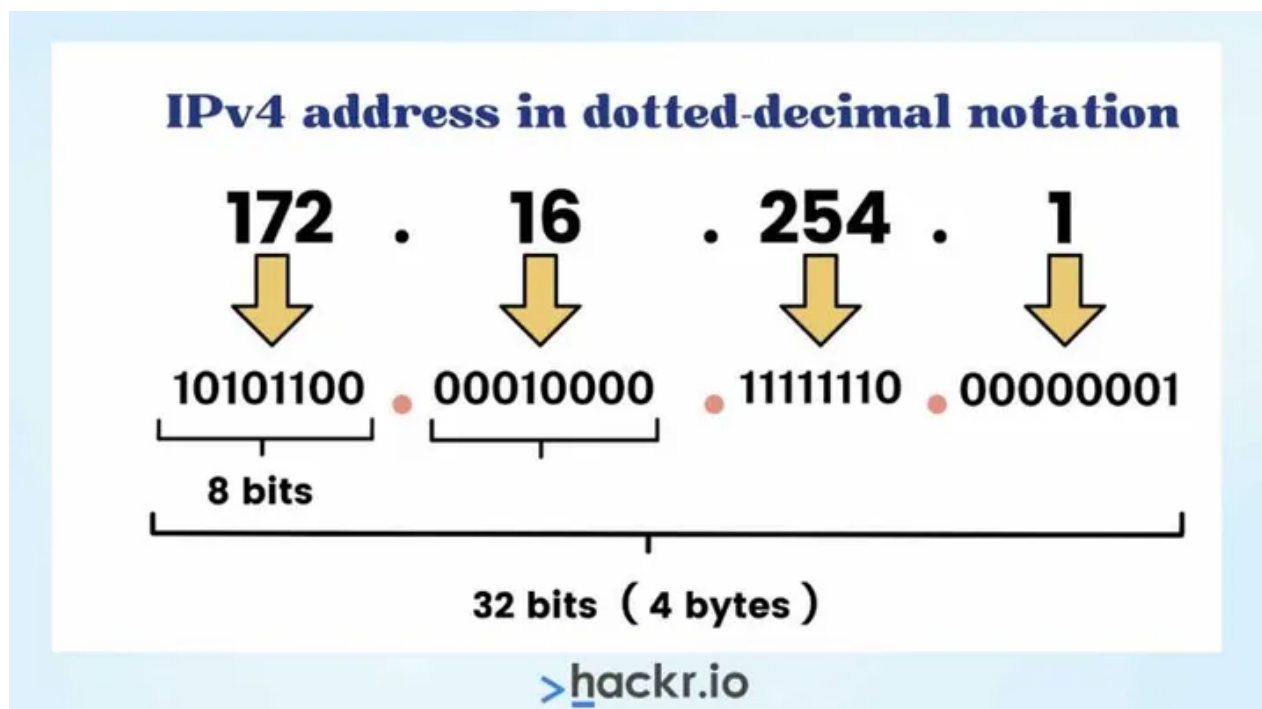 IPv4 address in dotted-decimal notation
172 . 16 . 254 . 1
10101100 . 00010000 . 11111110 . 00000001
8 bits
32 bits ( 4 bytes )
>hackr.io